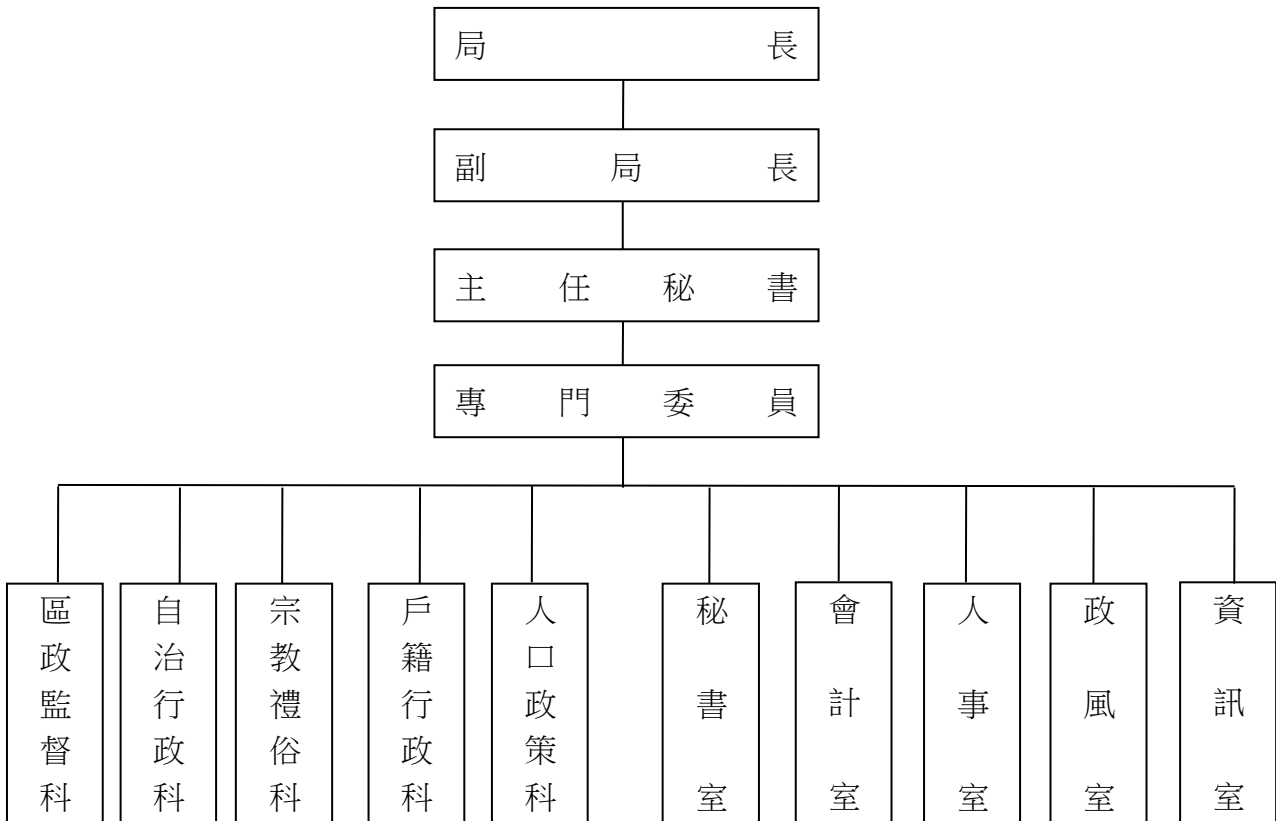 局長
副局長
主任秘書
專門委員
區政監督科
自治行政科
宗教禮俗科
戶籍行政科
人口政策科
秘書室
會計室
人事室
政風室
資訊室